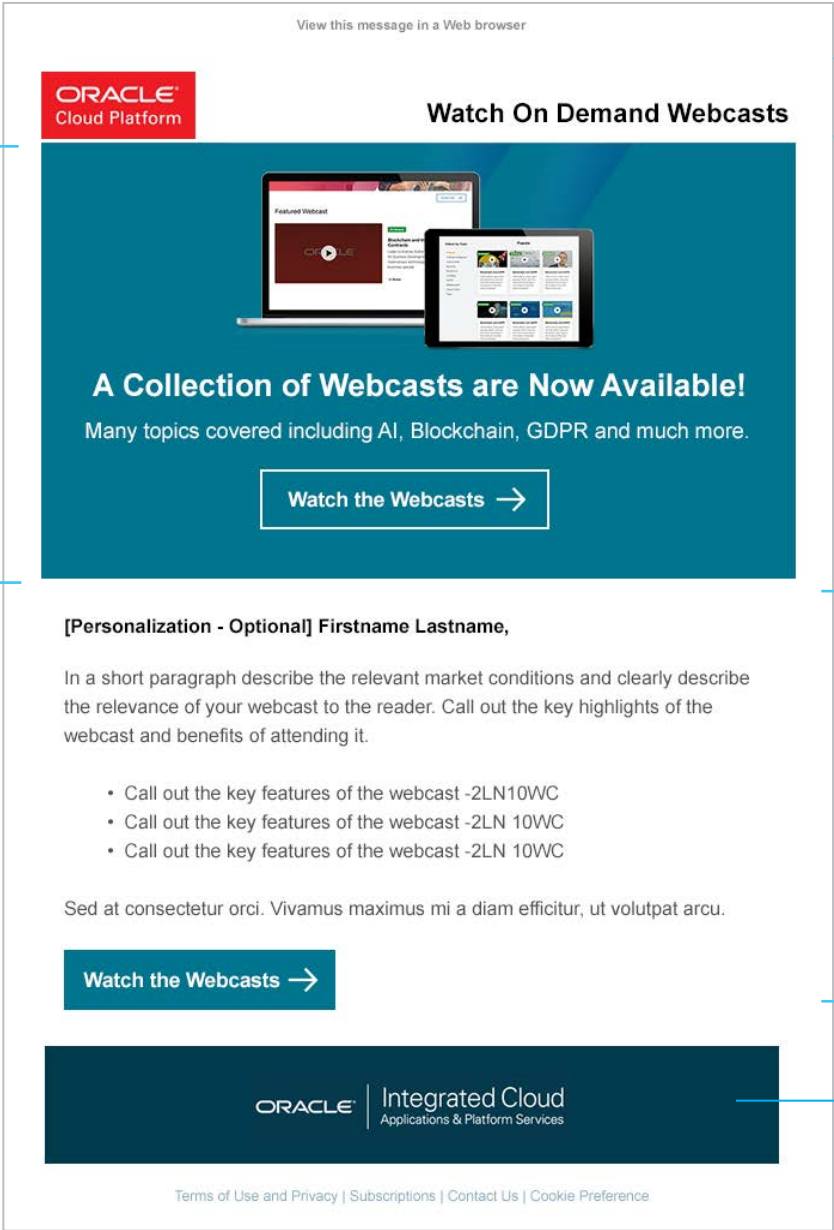 View this message in a Web browser
ORACLE
Cloud Platform
Watch On Demand Webcasts
Featured Webcast
ORACLE
Popular
A Collection of Webcasts are Now Available!
Many topics covered including AI, Blockchain, GDPR and much more.
Watch the Webcasts
[Personalization - Optional] Firstname Lastname,
In a short paragraph describe the relevant market conditions and clearly describe
the relevance of your webcast to the reader. Call out the key highlights of the
webcast and benefits of attending it.
• Call out the key features of the webcast -2LN10WC
• Call out the key features of the webcast -2LN 10WC
• Call out the key features of the webcast -2LN 10WC
Sed at consectetur orci. Vivamus maximus mi a diam efficitur, ut volutpat arcu.
Watch the Webcasts
ORACLE
Integrated Cloud
Applications & Platform Services
Terms of Use and Privacy | Subscriptions | Contact Us | Cookie Preference